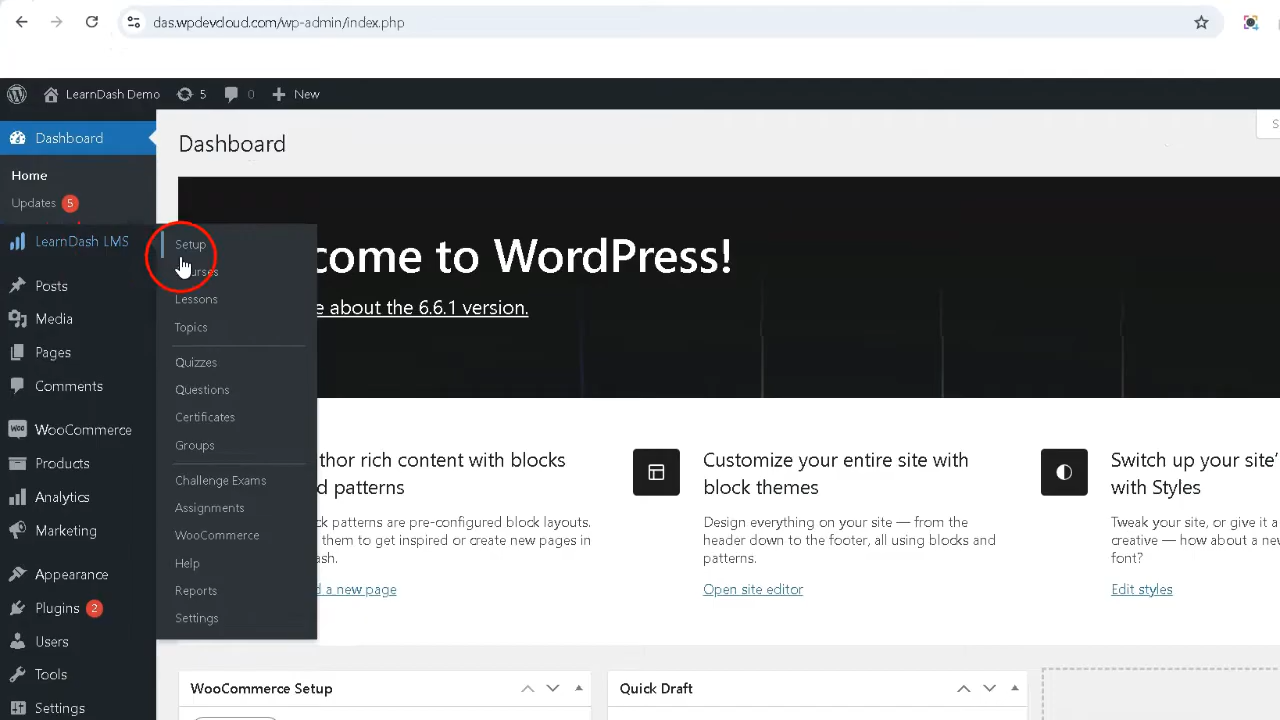 das.wpdevcloud.com/wp-admin/index.php
LearnDash Demo 5 0 New
Dashboard
Home
Updates 5
LearnDash LMS
Posts
Media
Pages
Comments
WooCommerce
Products
Analytics
Marketing
Appearance
Plugins 2
Users
Tools
Settings
Setup
Lessons
Topics
Quizzes
Questions
Certificates
Groups
Challenge Exams
Assignments
WooCommerce
Help
Reports
Settings
Dashboard
come to WordPress!
about the 6.6.1 version.
thor rich content with blocks
d patterns
ck patterns are pre-configured block layouts.
them to get inspired or create new pages in
sh.
d a new page
Customize your entire site with
block themes
Design everything on your site — from the
header down to the footer, all using blocks and
patterns.
Open site editor
Switch up your site'
with Styles
Tweak your site, or give it a
creative — how about a new
font?
Edit styles
WooCommerce Setup
Quick Draft